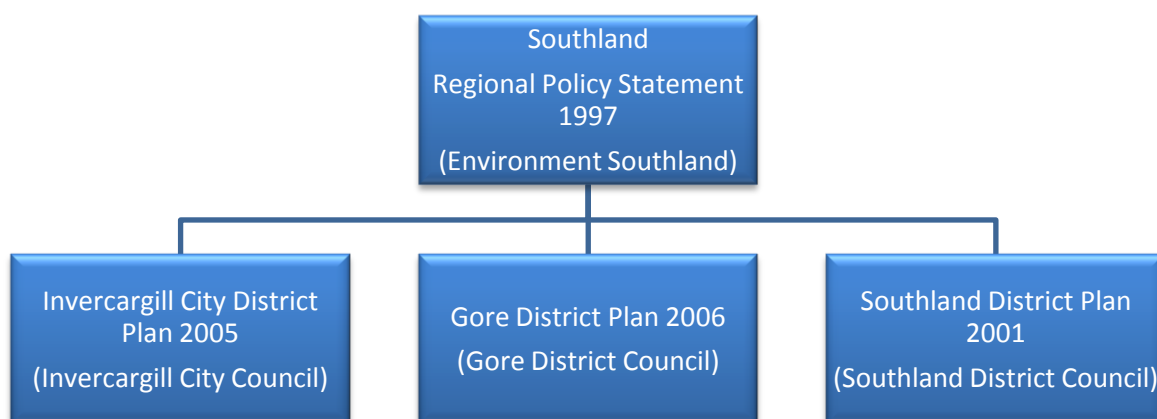 Southland
Regional Policy Statement
1997
(Environment Southland)
Invercargill City District
Plan 2005
(Invercargill City Council)
Gore District Plan 2006
(Gore District Council)
Southland District Plan
2001
(Southland District Council)